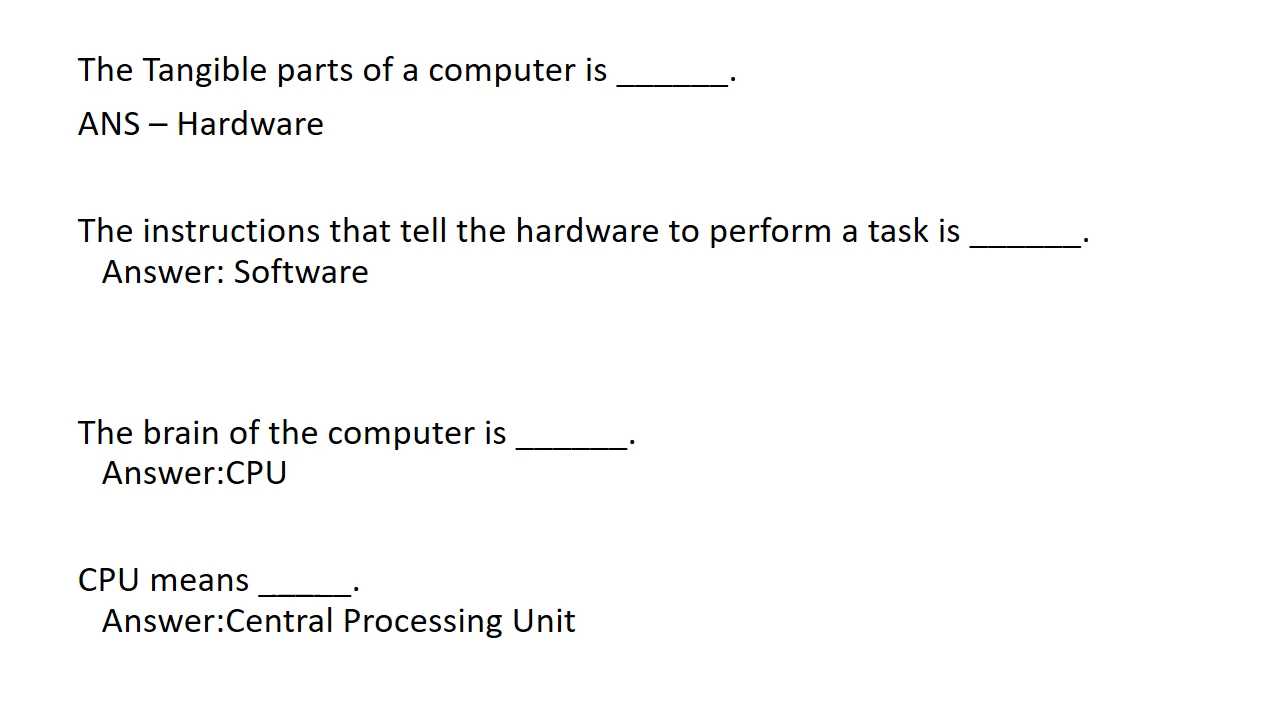 The Tangible parts of a computer is ______.
ANS – Hardware
The instructions that tell the hardware to perform a task is ______.
Answer: Software
The brain of the computer is ______.
Answer:CPU
CPU means _____.
Answer:Central Processing Unit